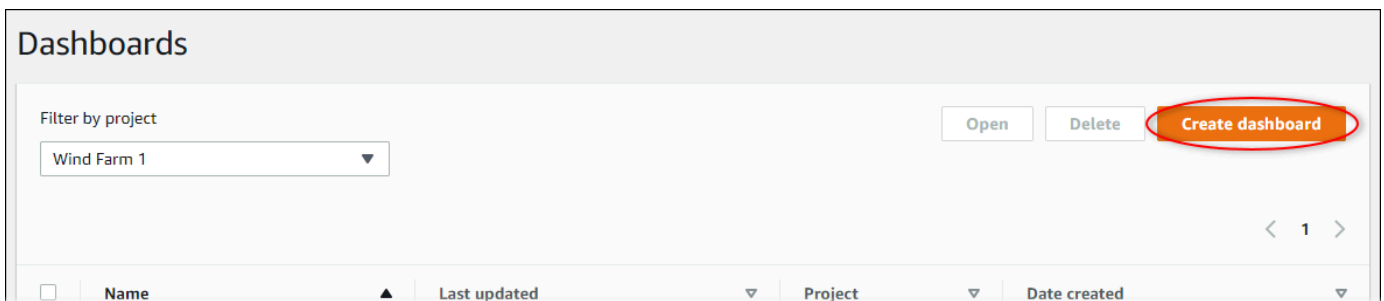 Dashboards
Filter by project
Open Delete Create dashboard
Wind Farm 1
1
Name Last updated Project Date created